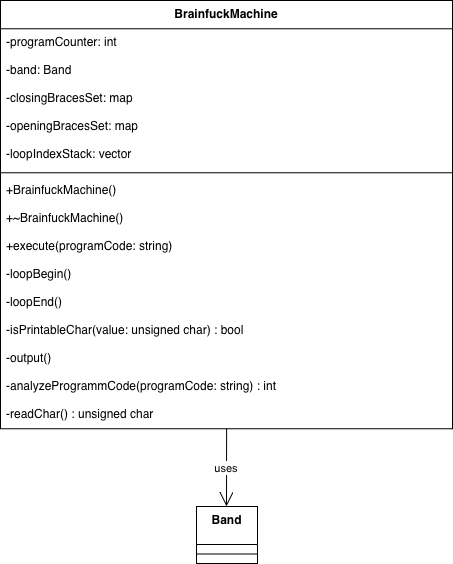 BrainfuckMachine
-programCounter: int
-band: Band
-closingBracesSet: map
-openingBracesSet: map
-loopIndexStack: vector
+BrainfuckMachine()
+~BrainfuckMachine()
+execute(programCode: string)
-loopBegin()
-loopEnd()
-isPrintableChar(value: unsigned char) : bool
-output()
-analyzeProgrammCode(programCode: string) : int
-readChar() : unsigned char
uses
Band